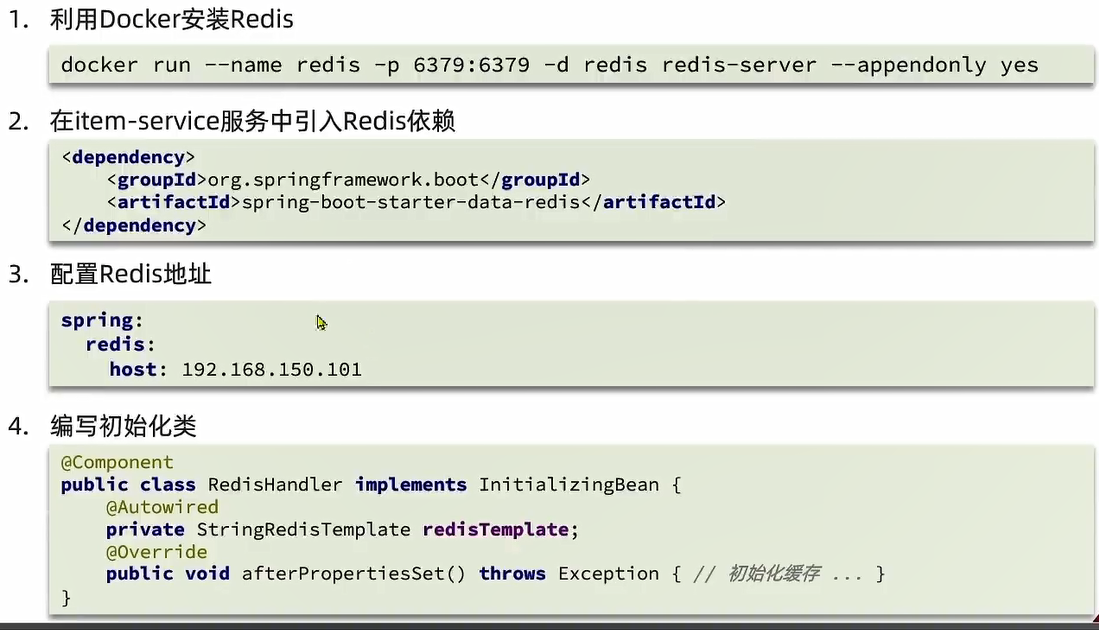 1. 利用Docker安装Redis
docker run --name redis -p 6379:6379 -d redis redis-server --appendonly yes
2. 在item-service服务中引入Redis依赖
<dependency>
    <groupId>org.springframework.boot</groupId>
    <artifactId>spring-boot-starter-data-redis</artifactId>
</dependency>
3. 配置Redis地址
spring:
  redis:
    host: 192.168.150.101
4. 编写初始化类
@Component
public class RedisHandler implements InitializingBean {
    @Autowired
    private StringRedisTemplate redisTemplate;
    @Override
    public void afterPropertiesSet() throws Exception { // 初始化缓存 ... }
}